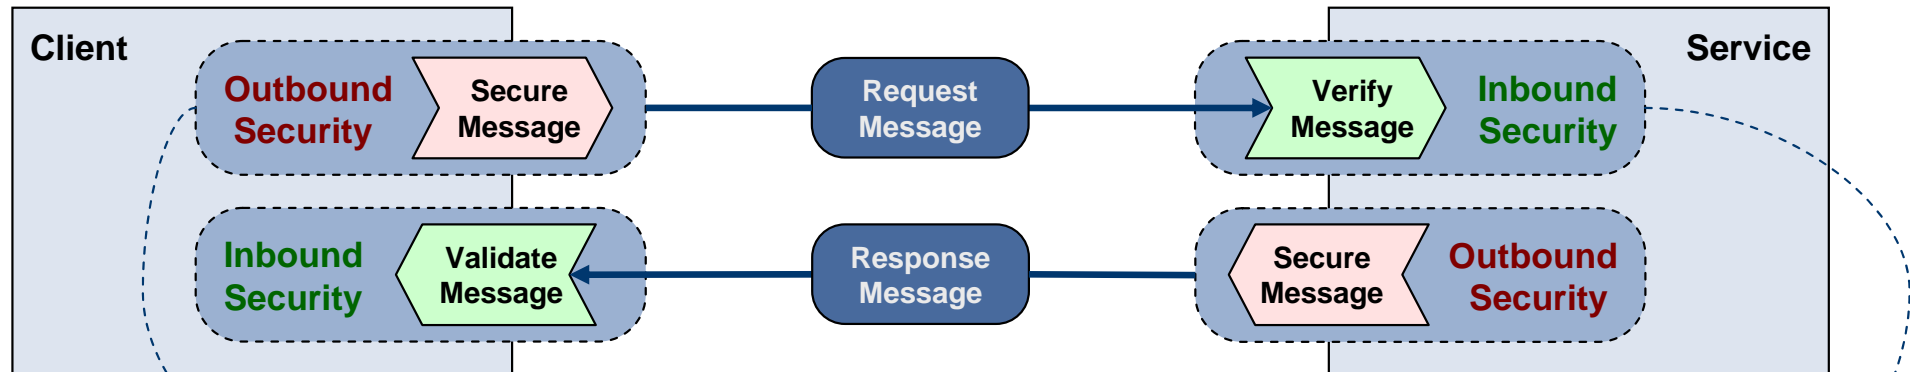 Client
Outbound
Security
Secure
Message
Request
Message
Verify
Message
Inbound
Security
Service
Inbound
Security
Validate
Message
Response
Message
Secure
Message
Outbound
Security